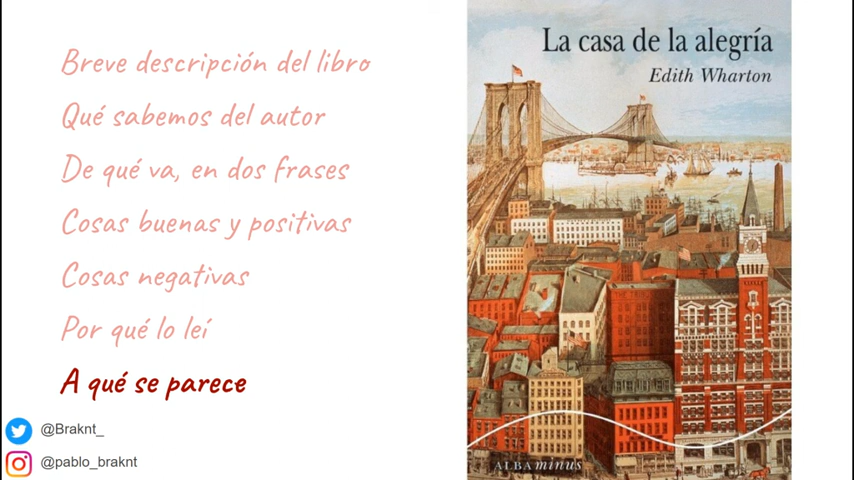 Breve descripción del libro
Qué sabemos del autor
De qué va, en dos frases
Cosas buenas y positivas
Cosas negativas
Por qué lo leí
A qué se parece
@Braknt_
@pablo_braknt
La casa de la alegría
Edith Wharton
ALBA minus